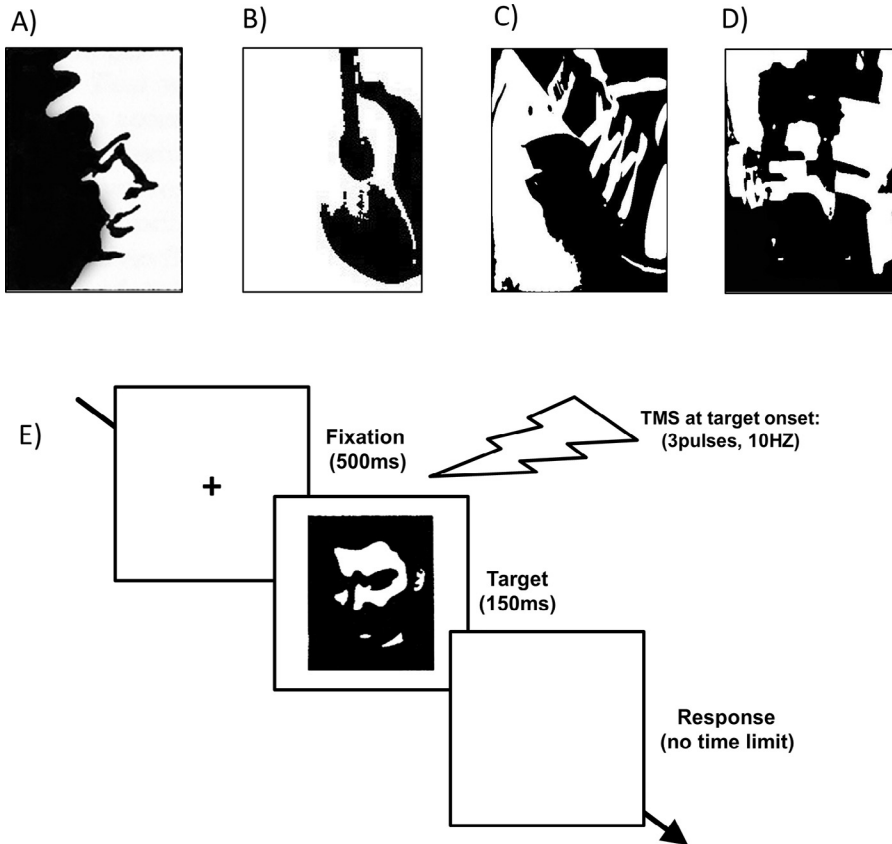 A)
B)
C)
D)
E)
Fixation
(500ms)
TMS at target onset:
(3pulses, 10HZ)
+
Target
(150ms)
Response
(no time limit)